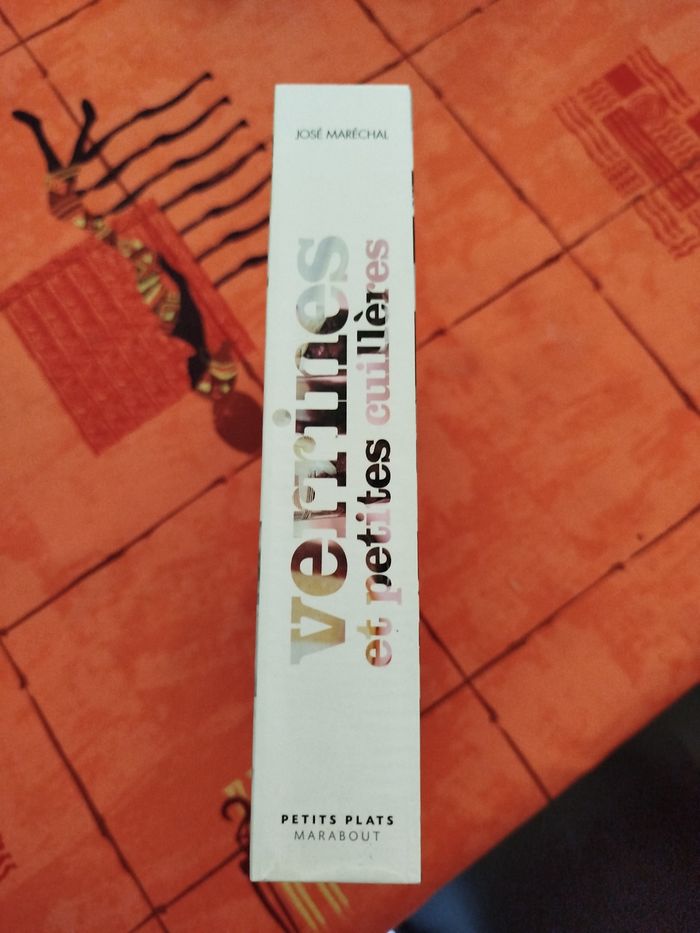 JOSÉ MARÉCHAL
verrines
et petites cuillères
PETITS PLATS
MARABOUT